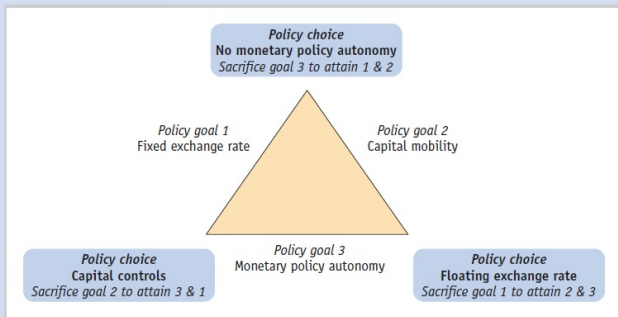 Policy choice
No monetary policy autonomy
Sacrifice goal 3 to attain 1 & 2
Policy goal 1
Fixed exchange rate
Policy goal 2
Capital mobility
Policy goal 3
Monetary policy autonomy
Policy choice
Capital controls
Sacrifice goal 2 to attain 3 & 1
Policy choice
Floating exchange rate
Sacrifice goal 1 to attain 2 & 3